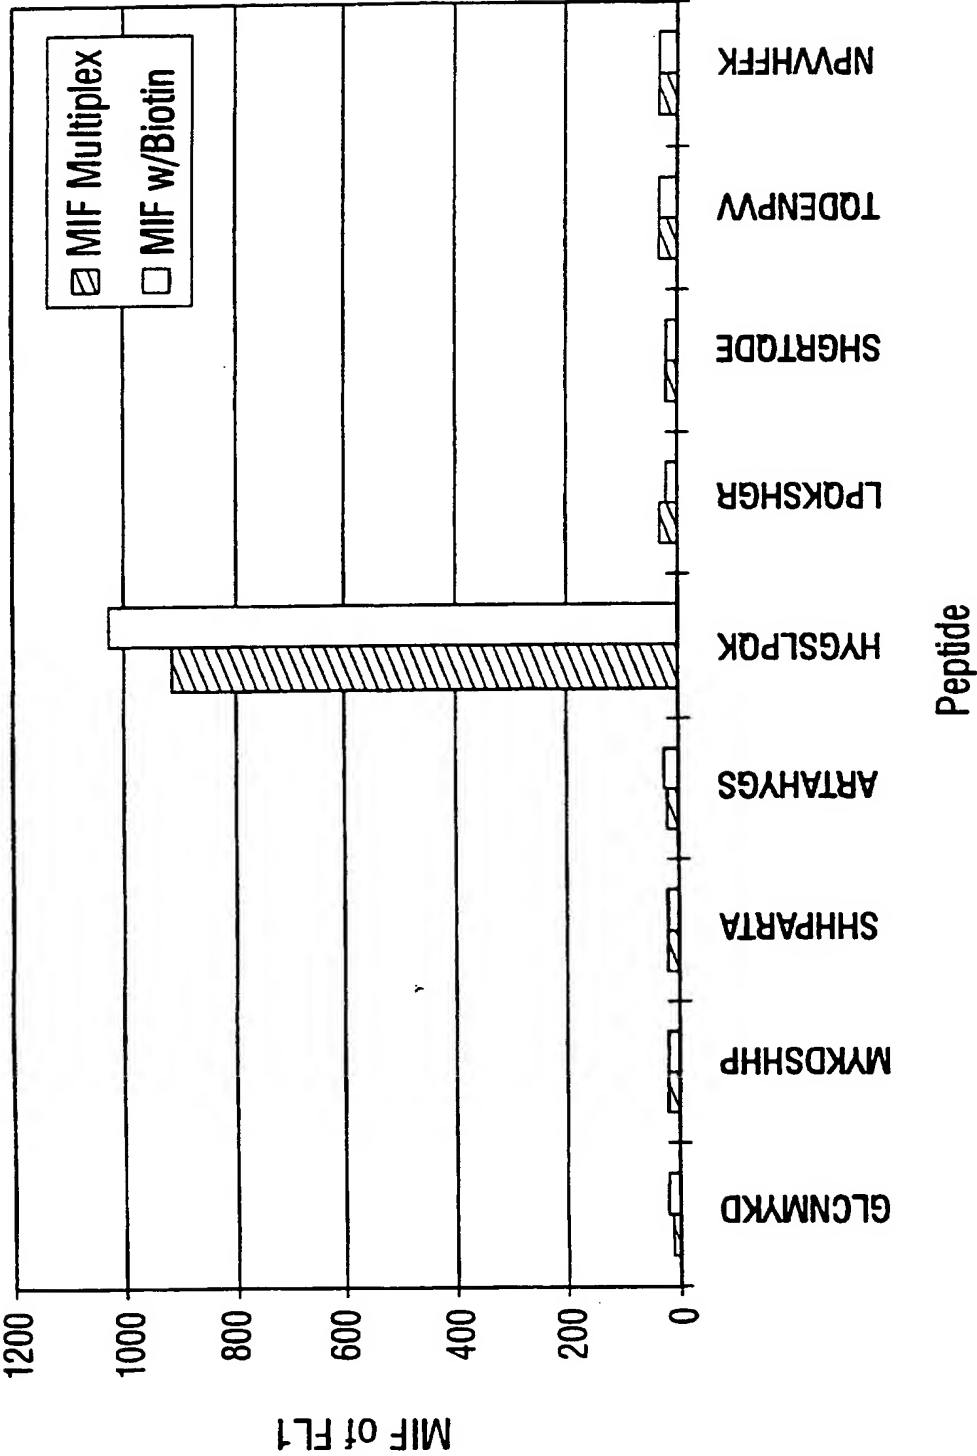 MIF Multiplex
MIF w/Biotin
1200
1000
800
600
400
200
0
MIF of FL1
GLCNMYKD
MYKDSHHP
SHHPARTA
ARTAHYGS
HYGSLPQK
LPQKSHGR
SHGRTQDE
TQDENPVV
NPVVHFFK
Peptide